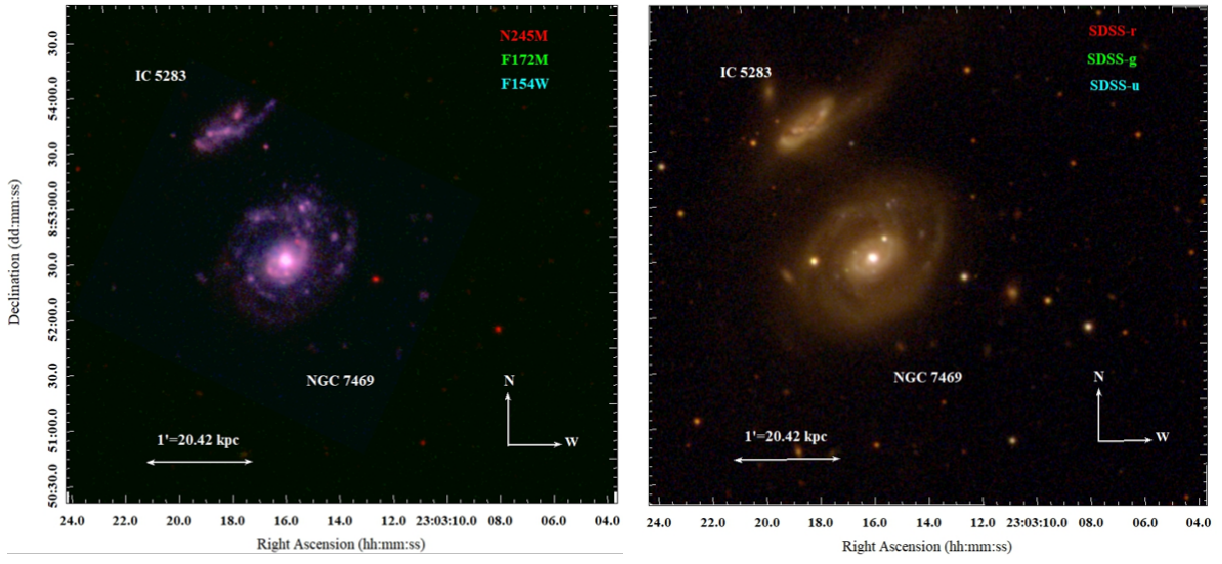 N245M
F172M
F154W
IC 5283
NGC 7469
N
W
1'=20.42 kpc
Declination (dd:mm:ss)
30.0
54:00.0
30.0
8:53:00.0
30.0
52:00.0
30.0
51:00.0
50:30.0
24.0 22.0 20.0 18.0 16.0 14.0 12.0 23:03:10.0 08.0 06.0 04.0
Right Ascension (hh:mm:ss)
SDSS-r
SDSS-g
SDSS-u
IC 5283
NGC 7469
N
W
1'=20.42 kpc
24.0 22.0 20.0 18.0 16.0 14.0 12.0 23:03:10.0 08.0 06.0 04.0
Right Ascension (hh:mm:ss)